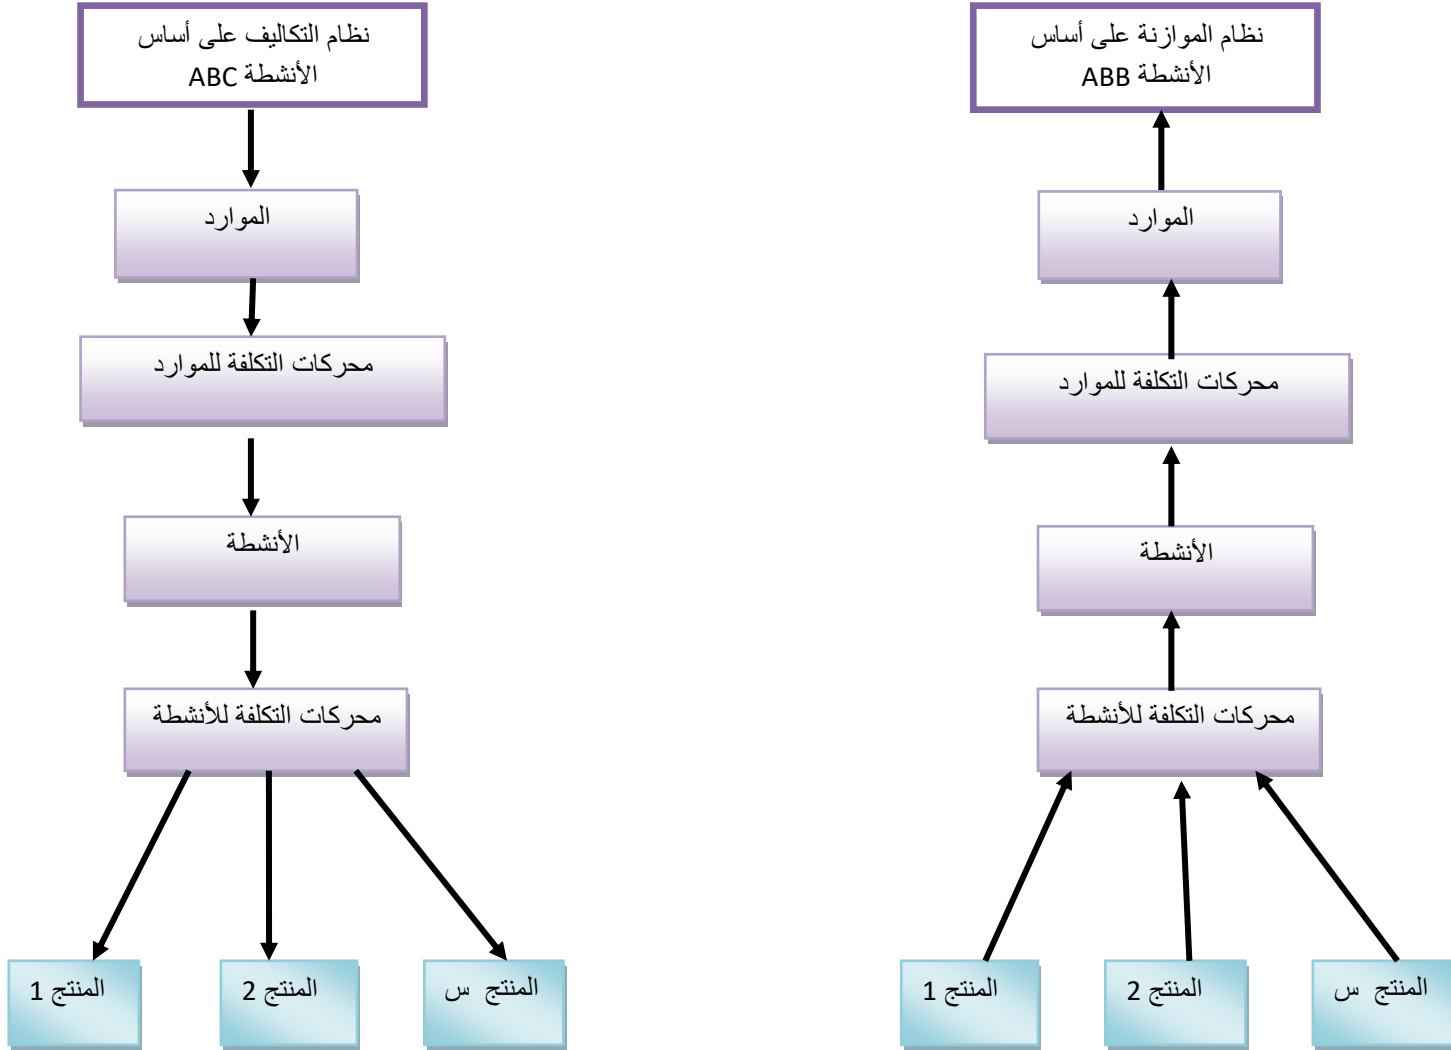 نظام الموازنة على أساس
الأنشطة ABB
الموارد
محركات التكلفة للموارد
الأنشطة
محركات التكلفة للأنشطة
المنتج س
المنتج 2
المنتج 1
نظام التكاليف على أساس
الأنشطة ABC
الموارد
محركات التكلفة للموارد
الأنشطة
محركات التكلفة للأنشطة
المنتج س
المنتج 2
المنتج 1